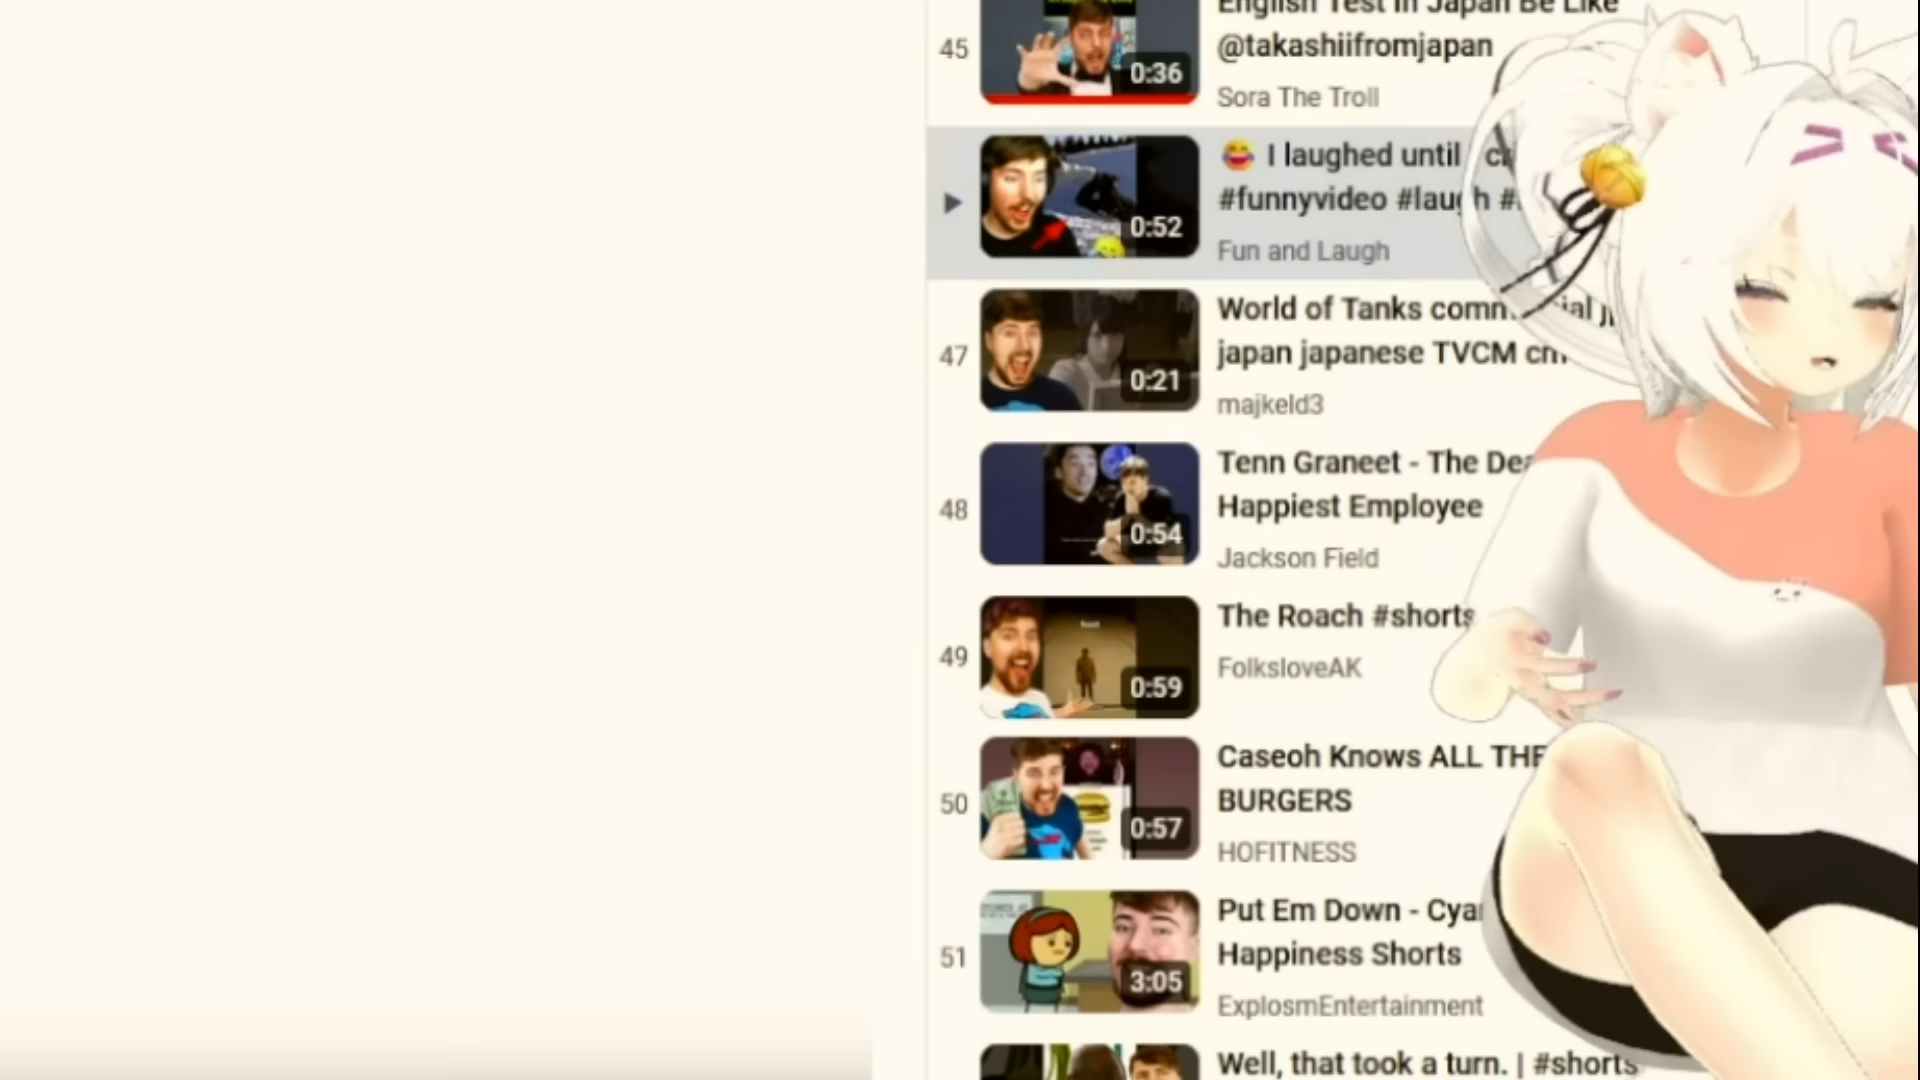 English Test in Japan Be Like
45
@takashiifromjapan
0:36
Sora The Troll
😂 I laughed until
#funnyvideo #laugh
0:52
Fun and Laugh
World of Tanks
47
japan japanese TVCM
0:21
majkeld3
Tenn Graneet - The
48
Happiest Employee
0:54
Jackson Field
The Roach #shorts
49
FolksloveAK
0:59
Caseoh Knows ALL THE
50
BURGERS
0:57
HOFITNESS
Put Em Down -
51
Happiness Shorts
3:05
ExplosmEntertainment
Well, that took a turn. | #shorts